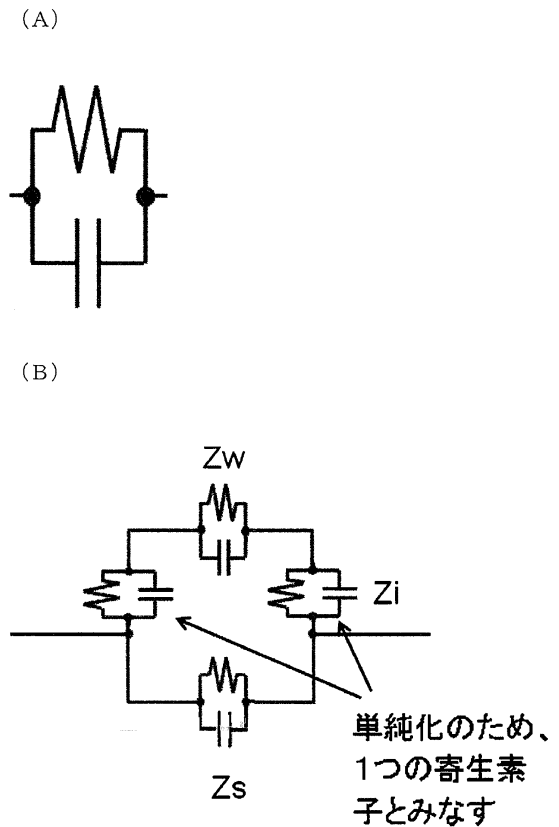 （A）
（B）
Zw
Zi
Zs
単純化のため、
1つの寄生素
子とみなす